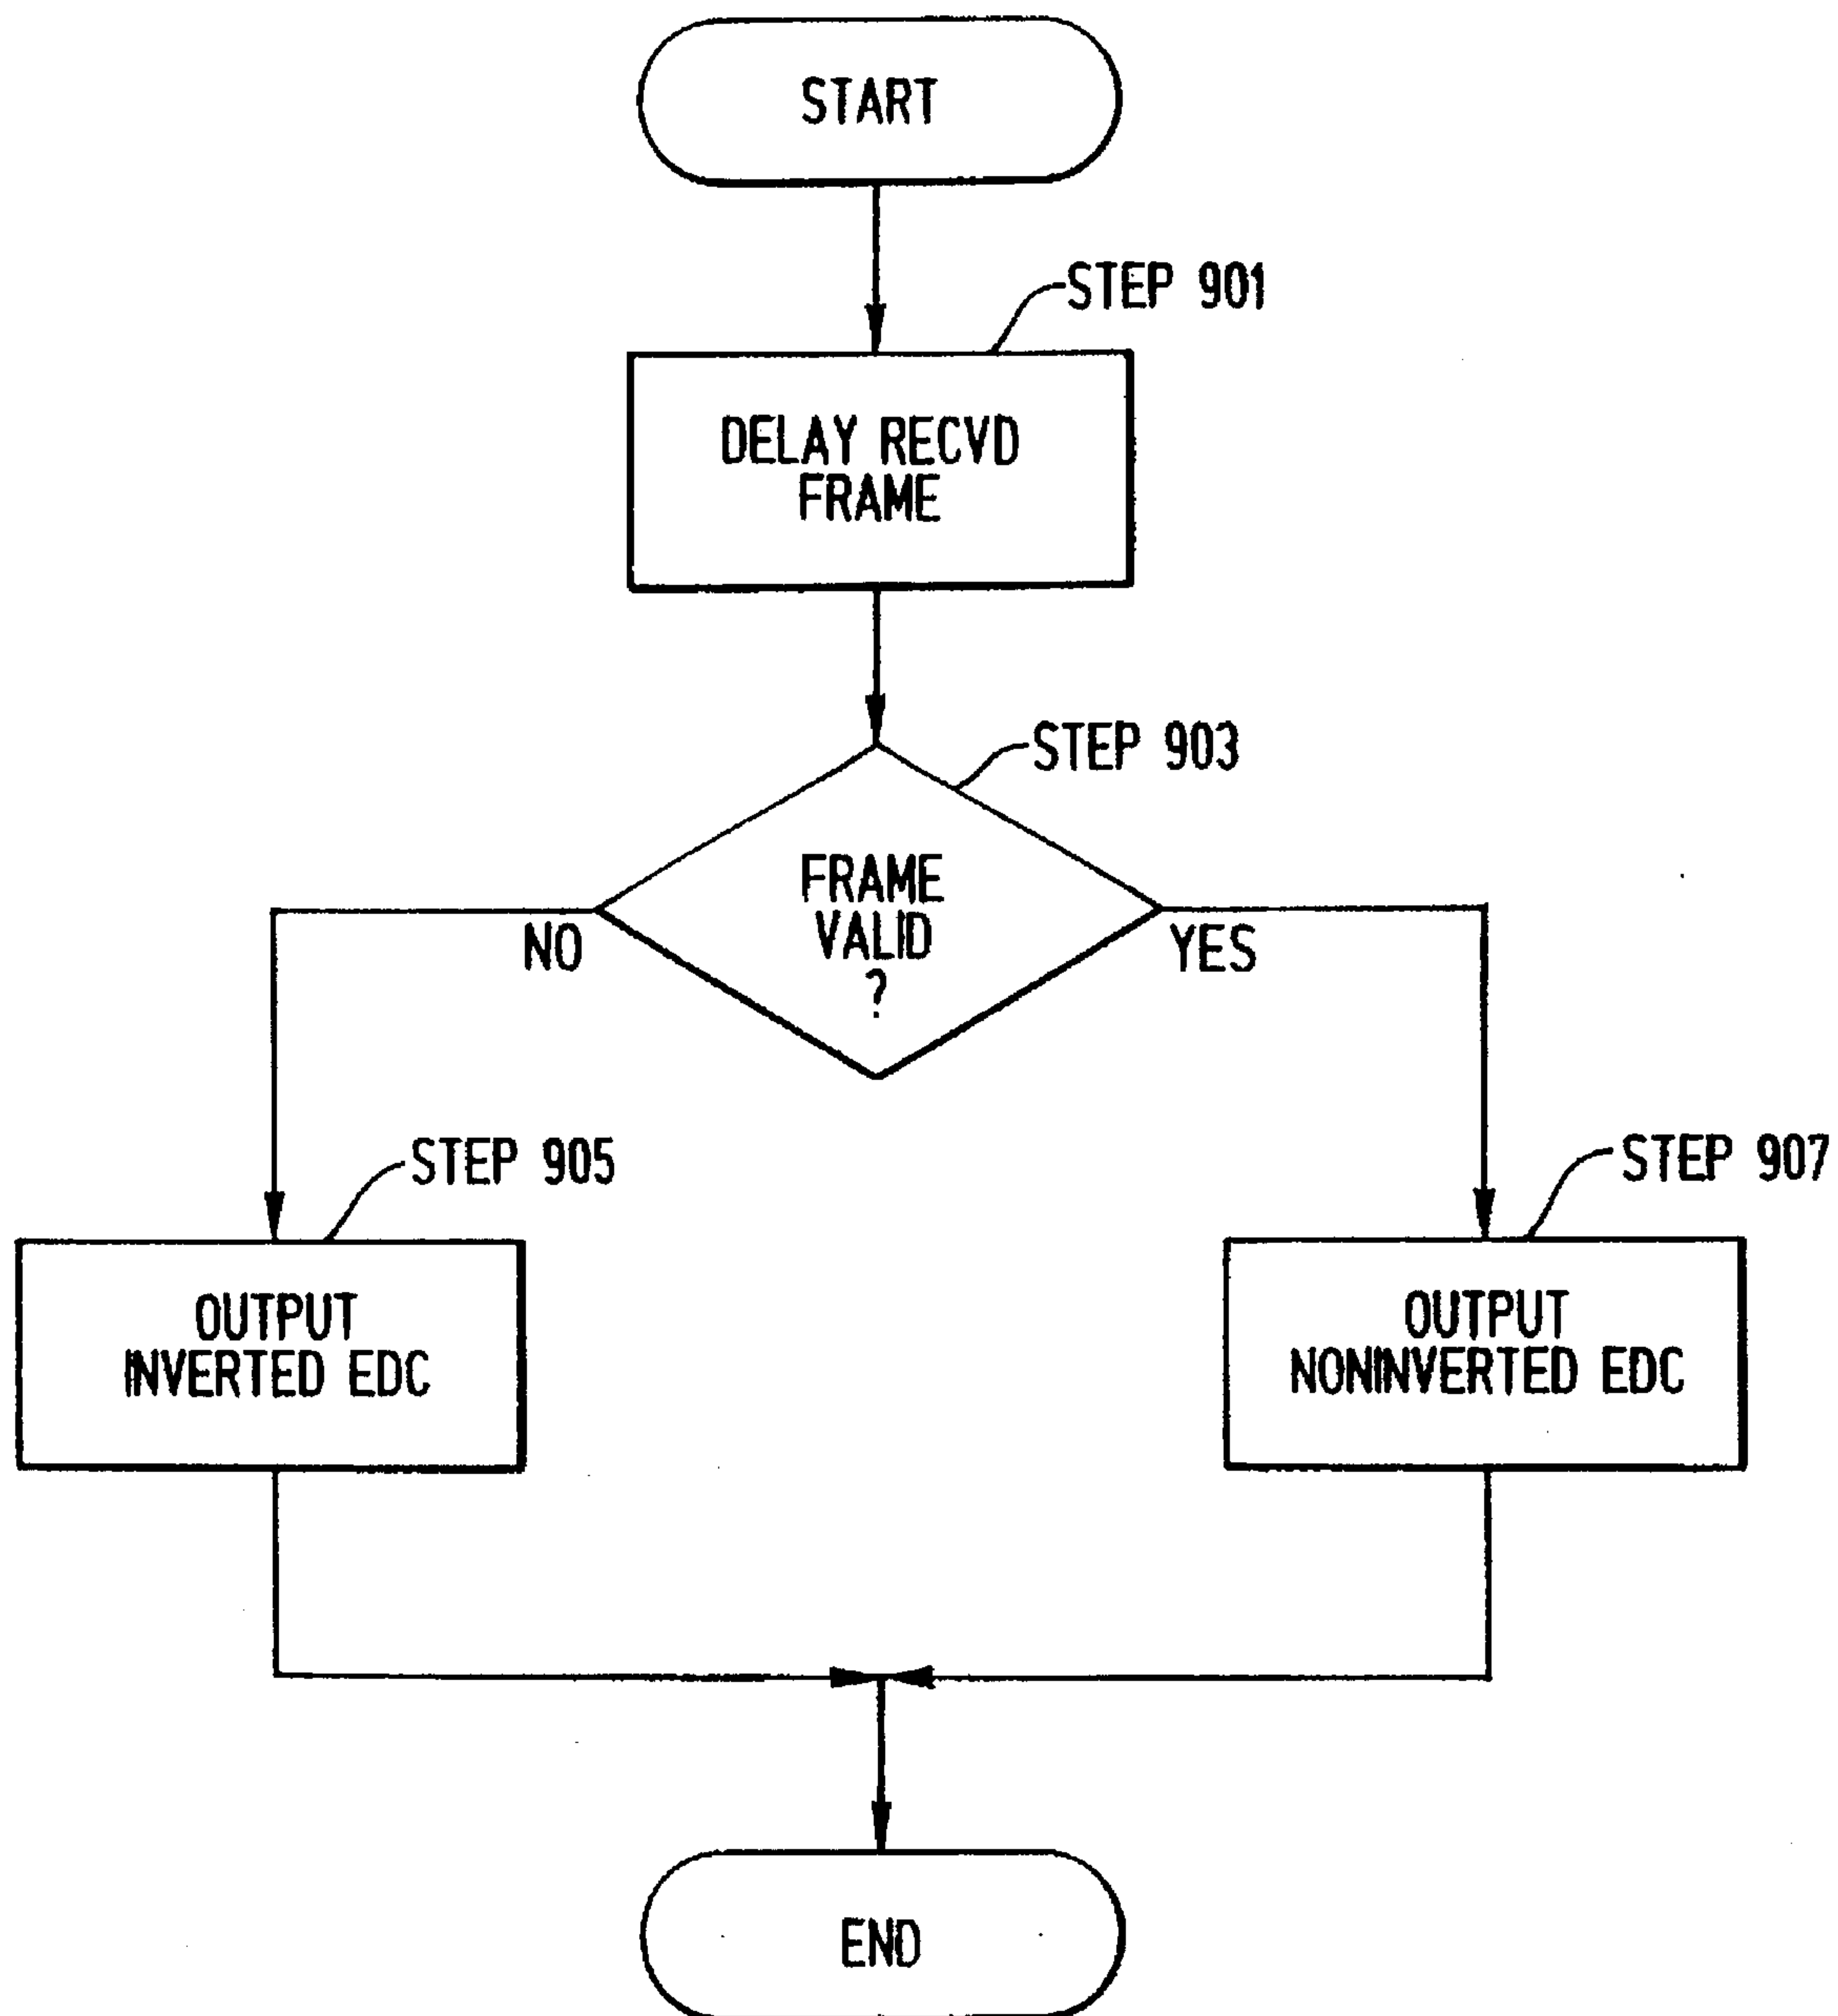 START
STEP 901
DELAY RECVD
FRAME
STEP 903
FRAME
VALID
?
NO
YES
STEP 905
STEP 907
OUTPUT
INVERTED EDC
OUTPUT
NONINVERTED EDC
END